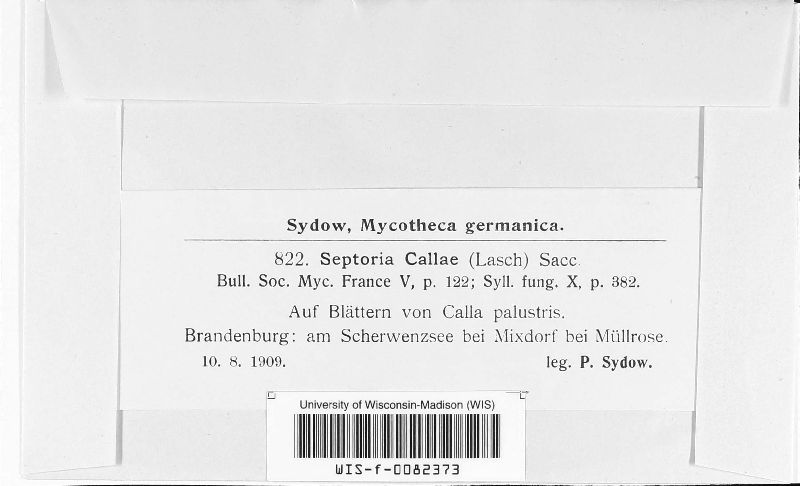 Sydow, Mycotheca germanica.
822. Septoria Callae (Lasch) Sacc.
Bull. Soc. Myc. France V, p. 122; Syll. fung. X, p. 382.
Auf Blättern von Calla palustris.
Brandenburg: am Scherwenzsee bei Mixdorf bei Müllrose.
10. 8. 1909. leg. P. Sydow.
University of Wisconsin-Madison (WIS)
WIS-f-0082373